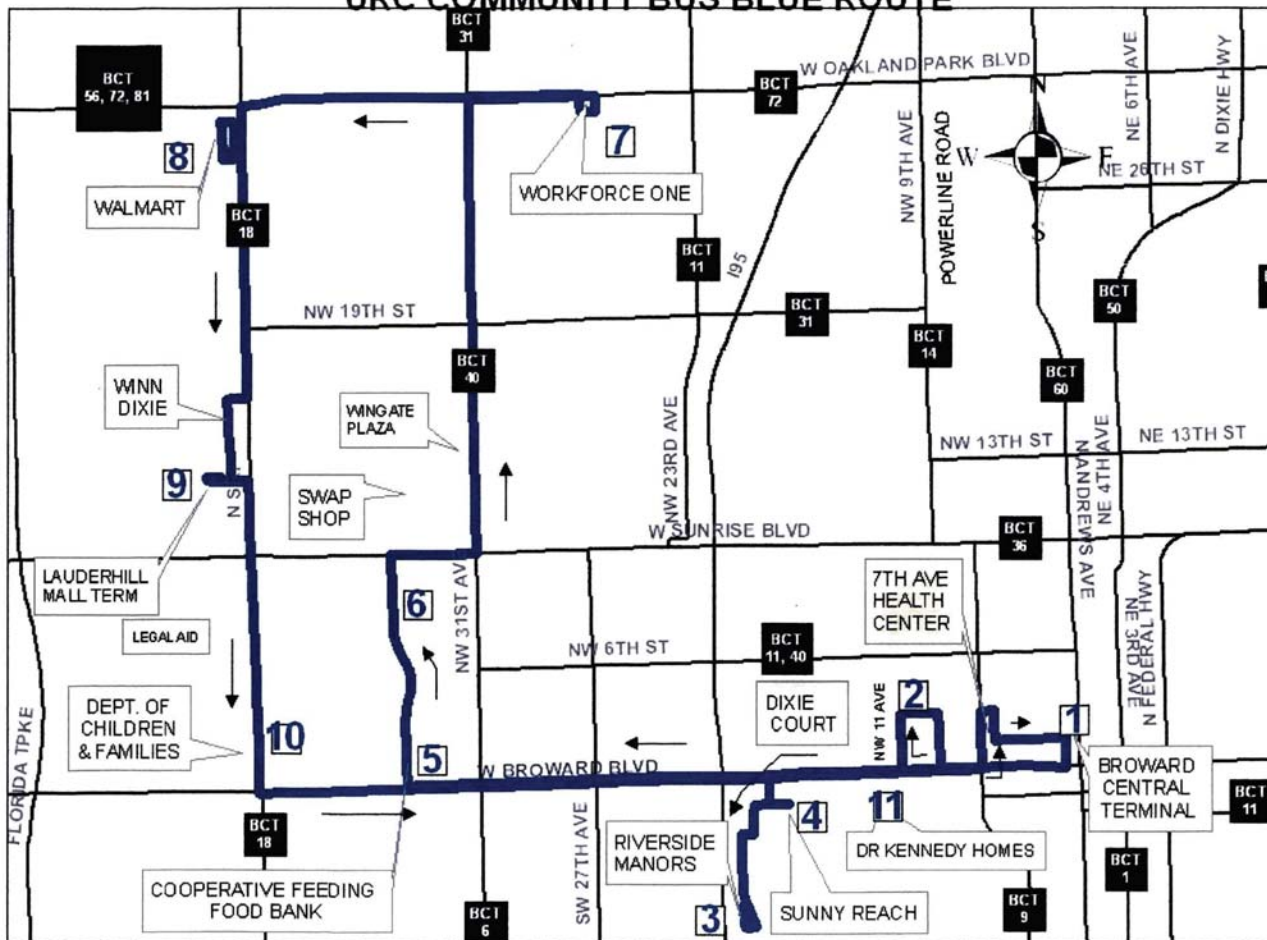 URC COMMUNITY BUS BLUE ROUTE
BCT
31
BCT
56, 72, 81
BCT
72
W OAKLAND PARK BLVD
NE 6TH AVE
N DIXIE HWY
N
W
E
S
NE 26TH ST
8
7
WALMART
WORKFORCE ONE
NW 9TH AVE
POWERLINE ROAD
BCT
18
BCT
11
I95
NW 19TH ST
BCT
31
BCT
50
BCT
14
BCT
40
BCT
60
WINN
DIXIE
WINGATE
PLAZA
NW 23RD AVE
NW 13TH ST
NE 13TH ST
N ANDREWS AVE
NE 4TH AVE
9
N S
SWAP
SHOP
W SUNRISE BLVD
BCT
36
LAUDERHILL
MALL TERM
6
NW 31ST AV
7TH AVE
HEALTH
CENTER
NE 3RD AVE
N FEDERAL HWY
LEGAL AID
NW 6TH ST
BCT
11, 40
DEPT. OF
CHILDREN
& FAMILIES
DIXIE
COURT
NW 11 AVE
2
1
FLORIDA TPKE
10
5
W BROWARD BLVD
BROWARD
CENTRAL
TERMINAL
BCT
11
BCT
18
SW 27TH AVE
RIVERSIDE
MANORS
4
11
DR KENNEDY HOMES
BCT
1
COOPERATIVE FEEDING
FOOD BANK
BCT
6
3
SUNNY REACH
BCT
9